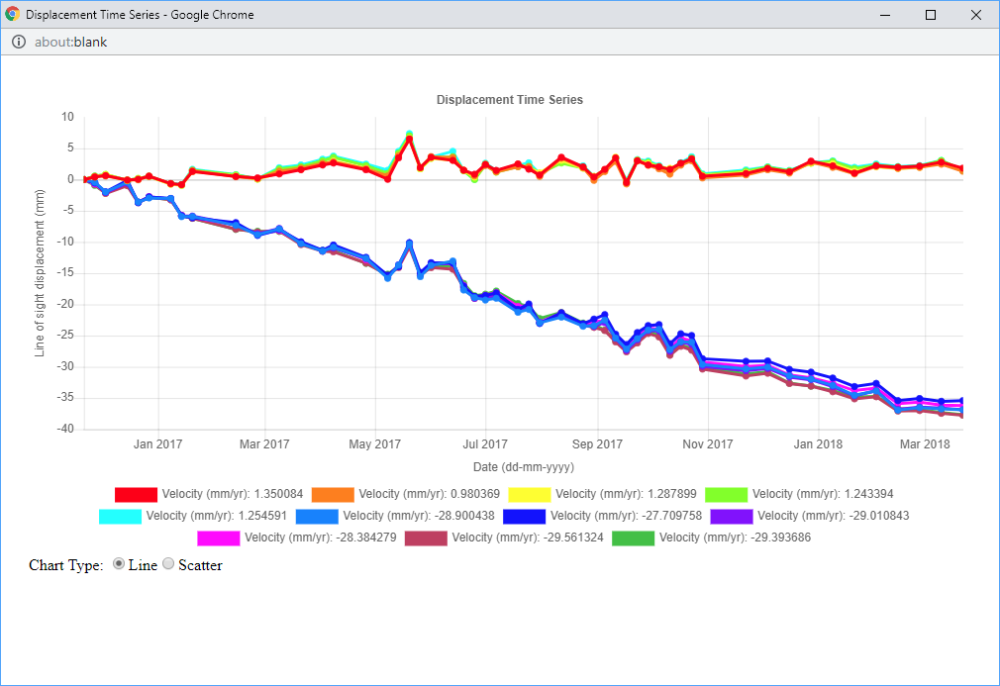 Displacement Time Series - Google Chrome
about:blank
Displacement Time Series
10
5
0
-5
-10
-15
-20
-25
-30
-35
-40
Line of sight displacement (mm)
Jan 2017 Mar 2017 May 2017 Jul 2017 Sep 2017 Nov 2017 Jan 2018 Mar 2018
Date (dd-mm-yyyy)
Velocity (mm/yr): 1.350084 Velocity (mm/yr): 0.980369 Velocity (mm/yr): 1.287899 Velocity (mm/yr): 1.243394
Velocity (mm/yr): 1.254591 Velocity (mm/yr): -28.900438 Velocity (mm/yr): -27.709758 Velocity (mm/yr): -29.010843
Velocity (mm/yr): -28.384279 Velocity (mm/yr): -29.561324 Velocity (mm/yr): -29.393686
Chart Type: Line Scatter